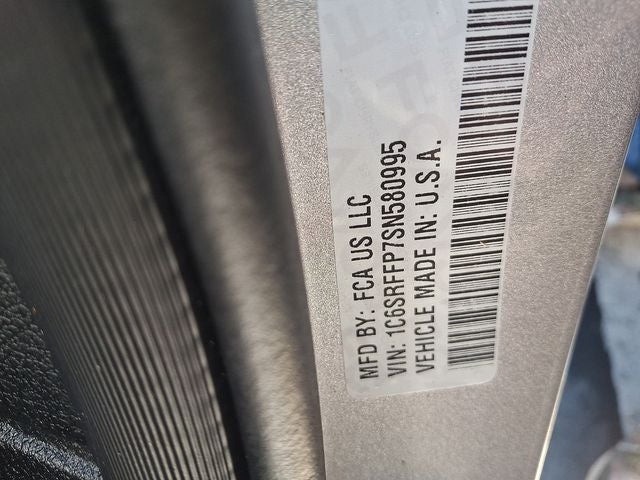 MFD BY: FCA US LLC
VIN: 1C6SRFFP7SN580995
VEHICLE MADE IN: U.S.A.